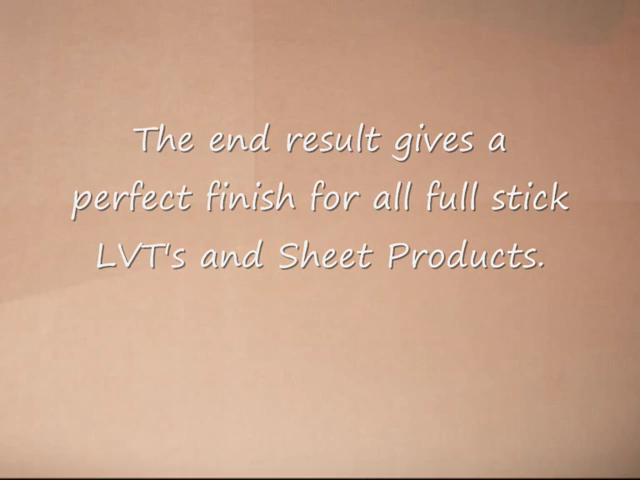 The end result gives a
perfect finish for all full stick
LVT's and Sheet Products.